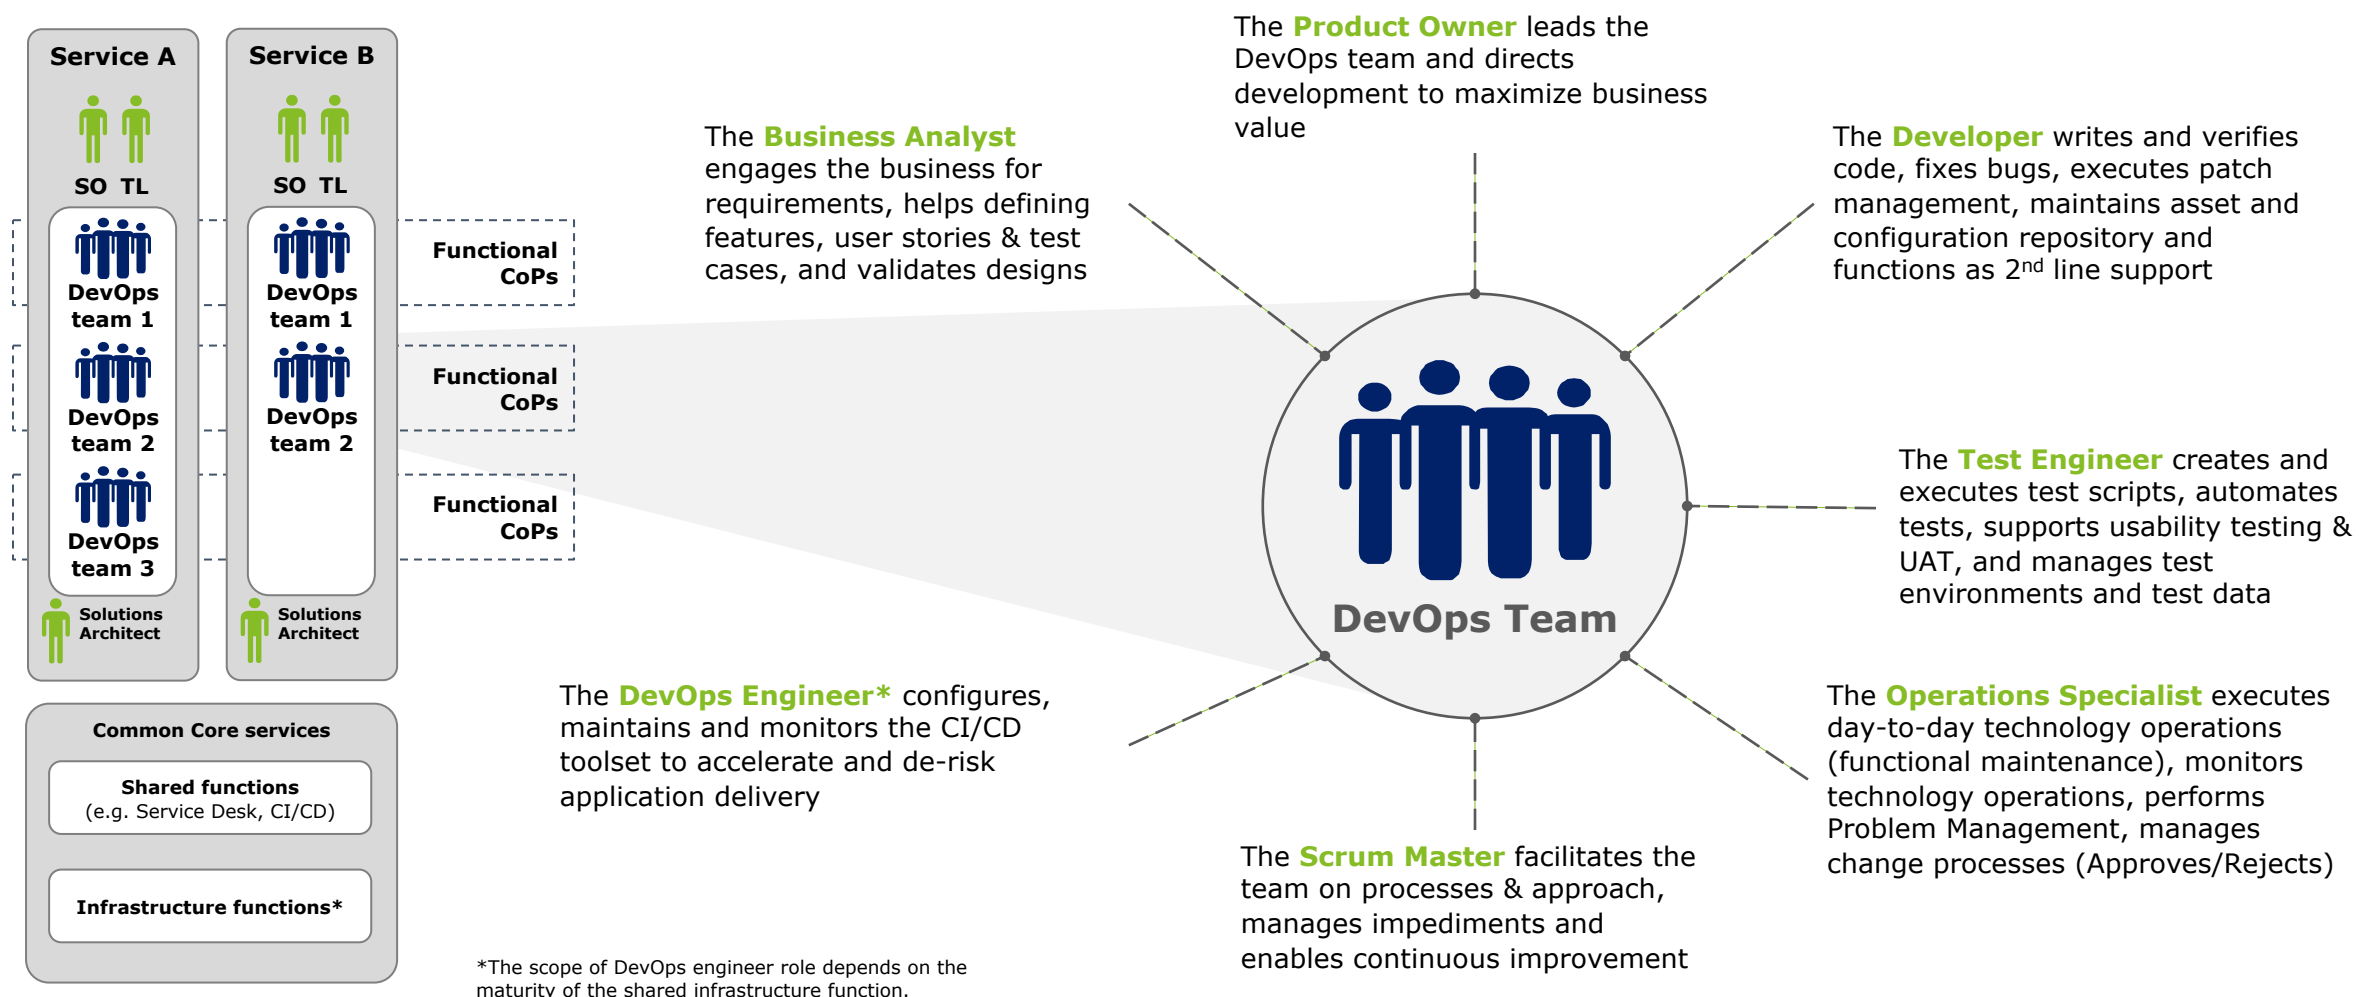 Service A
SO TL
DevOps
team 1
DevOps
team 2
DevOps
team 3
Solutions
Architect
Service B
SO TL
DevOps
team 1
DevOps
team 2
Solutions
Architect
Functional
CoPs
Functional
CoPs
Functional
CoPs
Common Core services
Shared functions
(e.g. Service Desk, CI/CD)
Infrastructure functions*
The Product Owner leads the
DevOps team and directs
development to maximize business
value
The Business Analyst
engages the business for
requirements, helps defining
features, user stories & test
cases, and validates designs
The Developer writes and verifies
code, fixes bugs, executes patch
management, maintains asset and
configuration repository and
functions as 2nd line support
DevOps Team
The Test Engineer creates and
executes test scripts, automates
tests, supports usability testing &
UAT, and manages test
environments and test data
The DevOps Engineer* configures,
maintains and monitors the CI/CD
toolset to accelerate and de-risk
application delivery
The Operations Specialist executes
day-to-day technology operations
(functional maintenance), monitors
technology operations, performs
Problem Management, manages
change processes (Approves/Rejects)
The Scrum Master facilitates the
team on processes & approach,
manages impediments and
enables continuous improvement
*The scope of DevOps engineer role depends on the
maturity of the shared infrastructure function.